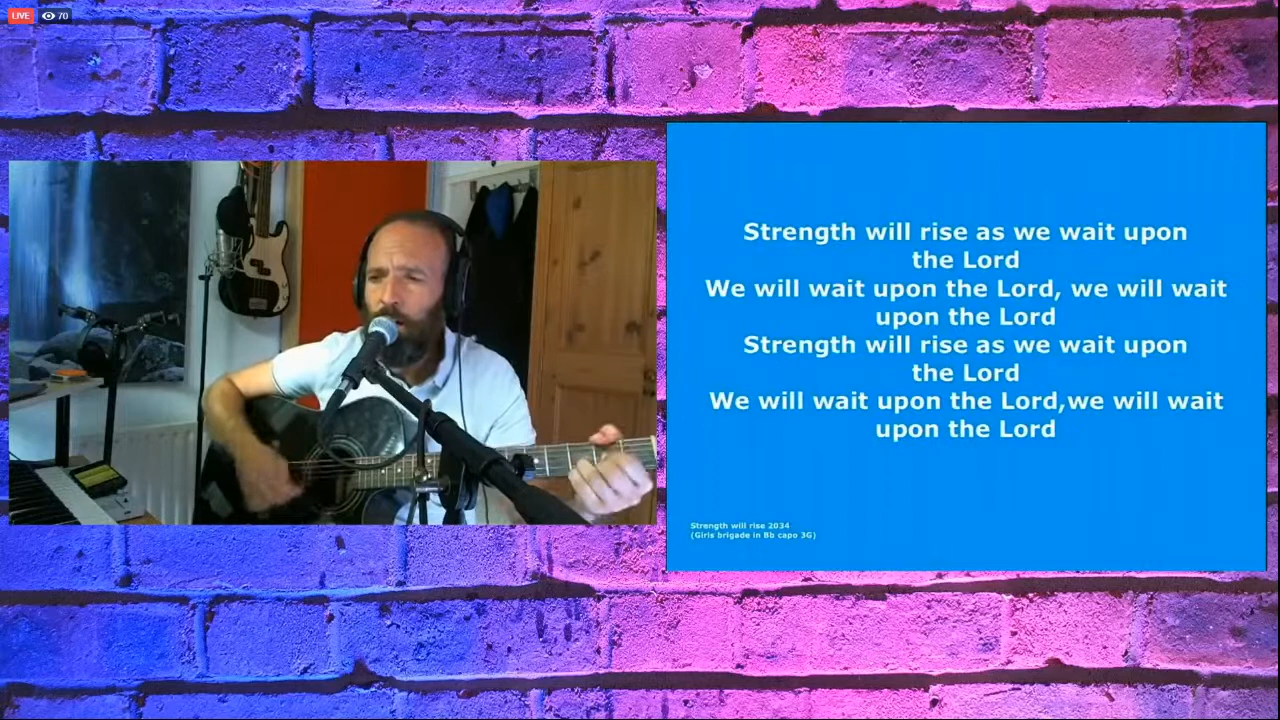 LIVE 70
Strength will rise as we wait upon
the Lord
We will wait upon the Lord, we will wait
upon the Lord
Strength will rise as we wait upon
the Lord
We will wait upon the Lord,we will wait
upon the Lord
Strength will rise 2034
(Girls brigade in Bb capo 3G)